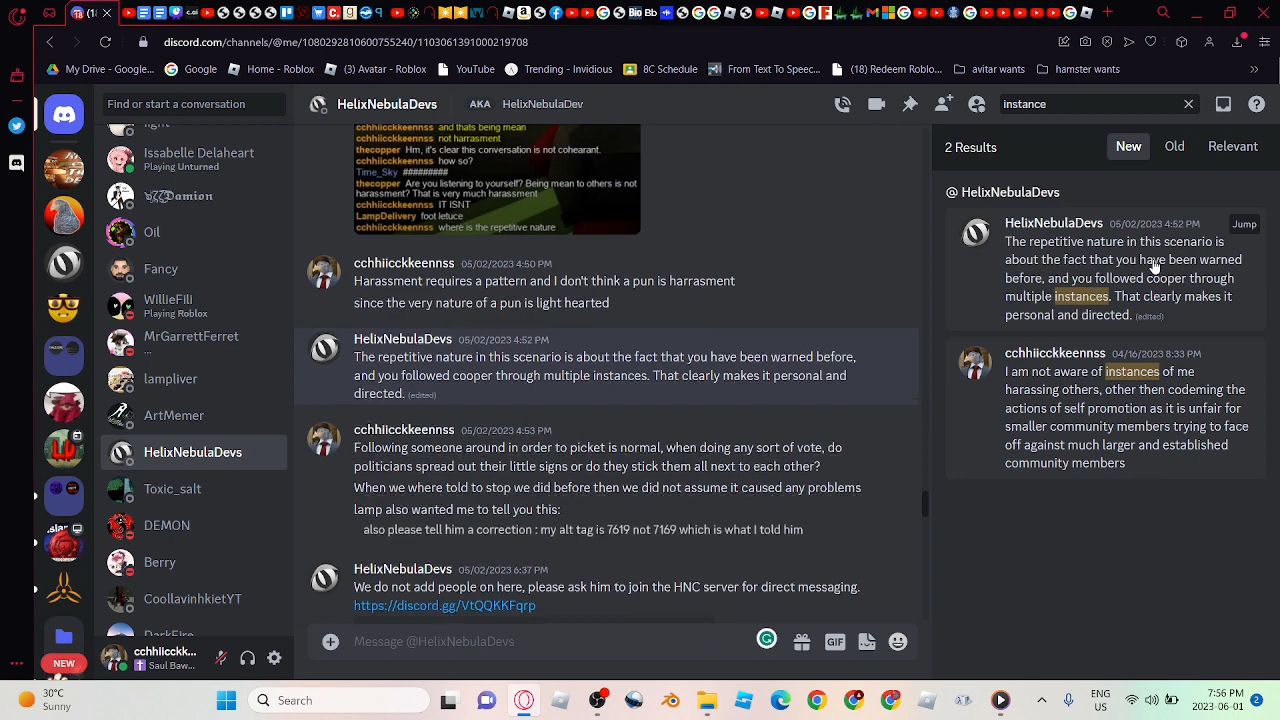 18 (1
Big
Bb
c.ai
discord.com/channels/@me/1080292810600755240/1103061391000219708
My Drive - Google...
Google
Home - Roblox
(3) Avatar - Roblox
YouTube
Trending - Invidious
8C Schedule
From Text To Speec...
(18) Redeem Roblo...
avitar wants
hamster wants
Find or start a conversation
HelixNebulaDevs
AKA HelixNebulaDev
instance
light
Issabelle Delaheart
Playing Unturned
Damtion
Oil
Fancy
WIllieFili
Playing Roblox
MrGarrettFerret
...
lampliver
ArtMemer
HelixNebulaDevs
Toxic_salt
DEMON
Berry
CoollavinhkietYT
DarkFire
cchhiicckk...
Saul Baw...
NEW
cchhiicckkeennss and thats being mean
cchhiicckkeennss not harrasment
thecopper Hm, it's clear this conversation is not cohearant.
cchhiicckkeennss how so?
Time_Sky #########
thecopper Are you listening to yourself? Being mean to others is not
harassment? That is very much harassment
cchhiicckkeennss IT ISNT
LampDelivery foot letuce
cchhiicckkeennss where is the repetitive nature
cchhiicckkeennss 05/02/2023 4:50 PM
Harassment requires a pattern and I don't think a pun is harrasment
since the very nature of a pun is light hearted
HelixNebulaDevs 05/02/2023 4:52 PM
The repetitive nature in this scenario is about the fact that you have been warned before,
and you followed cooper through multiple instances. That clearly makes it personal and
directed. (edited)
cchhiicckkeennss 05/02/2023 4:53 PM
Following someone around in order to picket is normal, when doing any sort of vote, do
politicians spread out their little signs or do they stick them all next to each other?
When we where told to stop we did before then we did not assume it caused any problems
lamp also wanted me to tell you this:
also please tell him a correction : my alt tag is 7619 not 7169 which is what I told him
HelixNebulaDevs 05/02/2023 6:37 PM
We do not add people on here, please ask him to join the HNC server for direct messaging.
https://discord.gg/VtQQKKFqrp
Message @HelixNebulaDevs
GIF
2 Results
New
Old
Relevant
@ HelixNebulaDevs
HelixNebulaDevs 05/02/2023 4:52 PM
Jump
The repetitive nature in this scenario is
about the fact that you have been warned
before, and you followed cooper through
multiple instances. That clearly makes it
personal and directed. (edited)
cchhiicckkeennss 04/16/2023 8:33 PM
I am not aware of instances of me
harassing others, other then codeming the
actions of self promotion as it is unfair for
smaller community members trying to face
off against much larger and established
community members
30°C
Sunny
Search
ENG
US
7:56 PM
2023-06-01
2